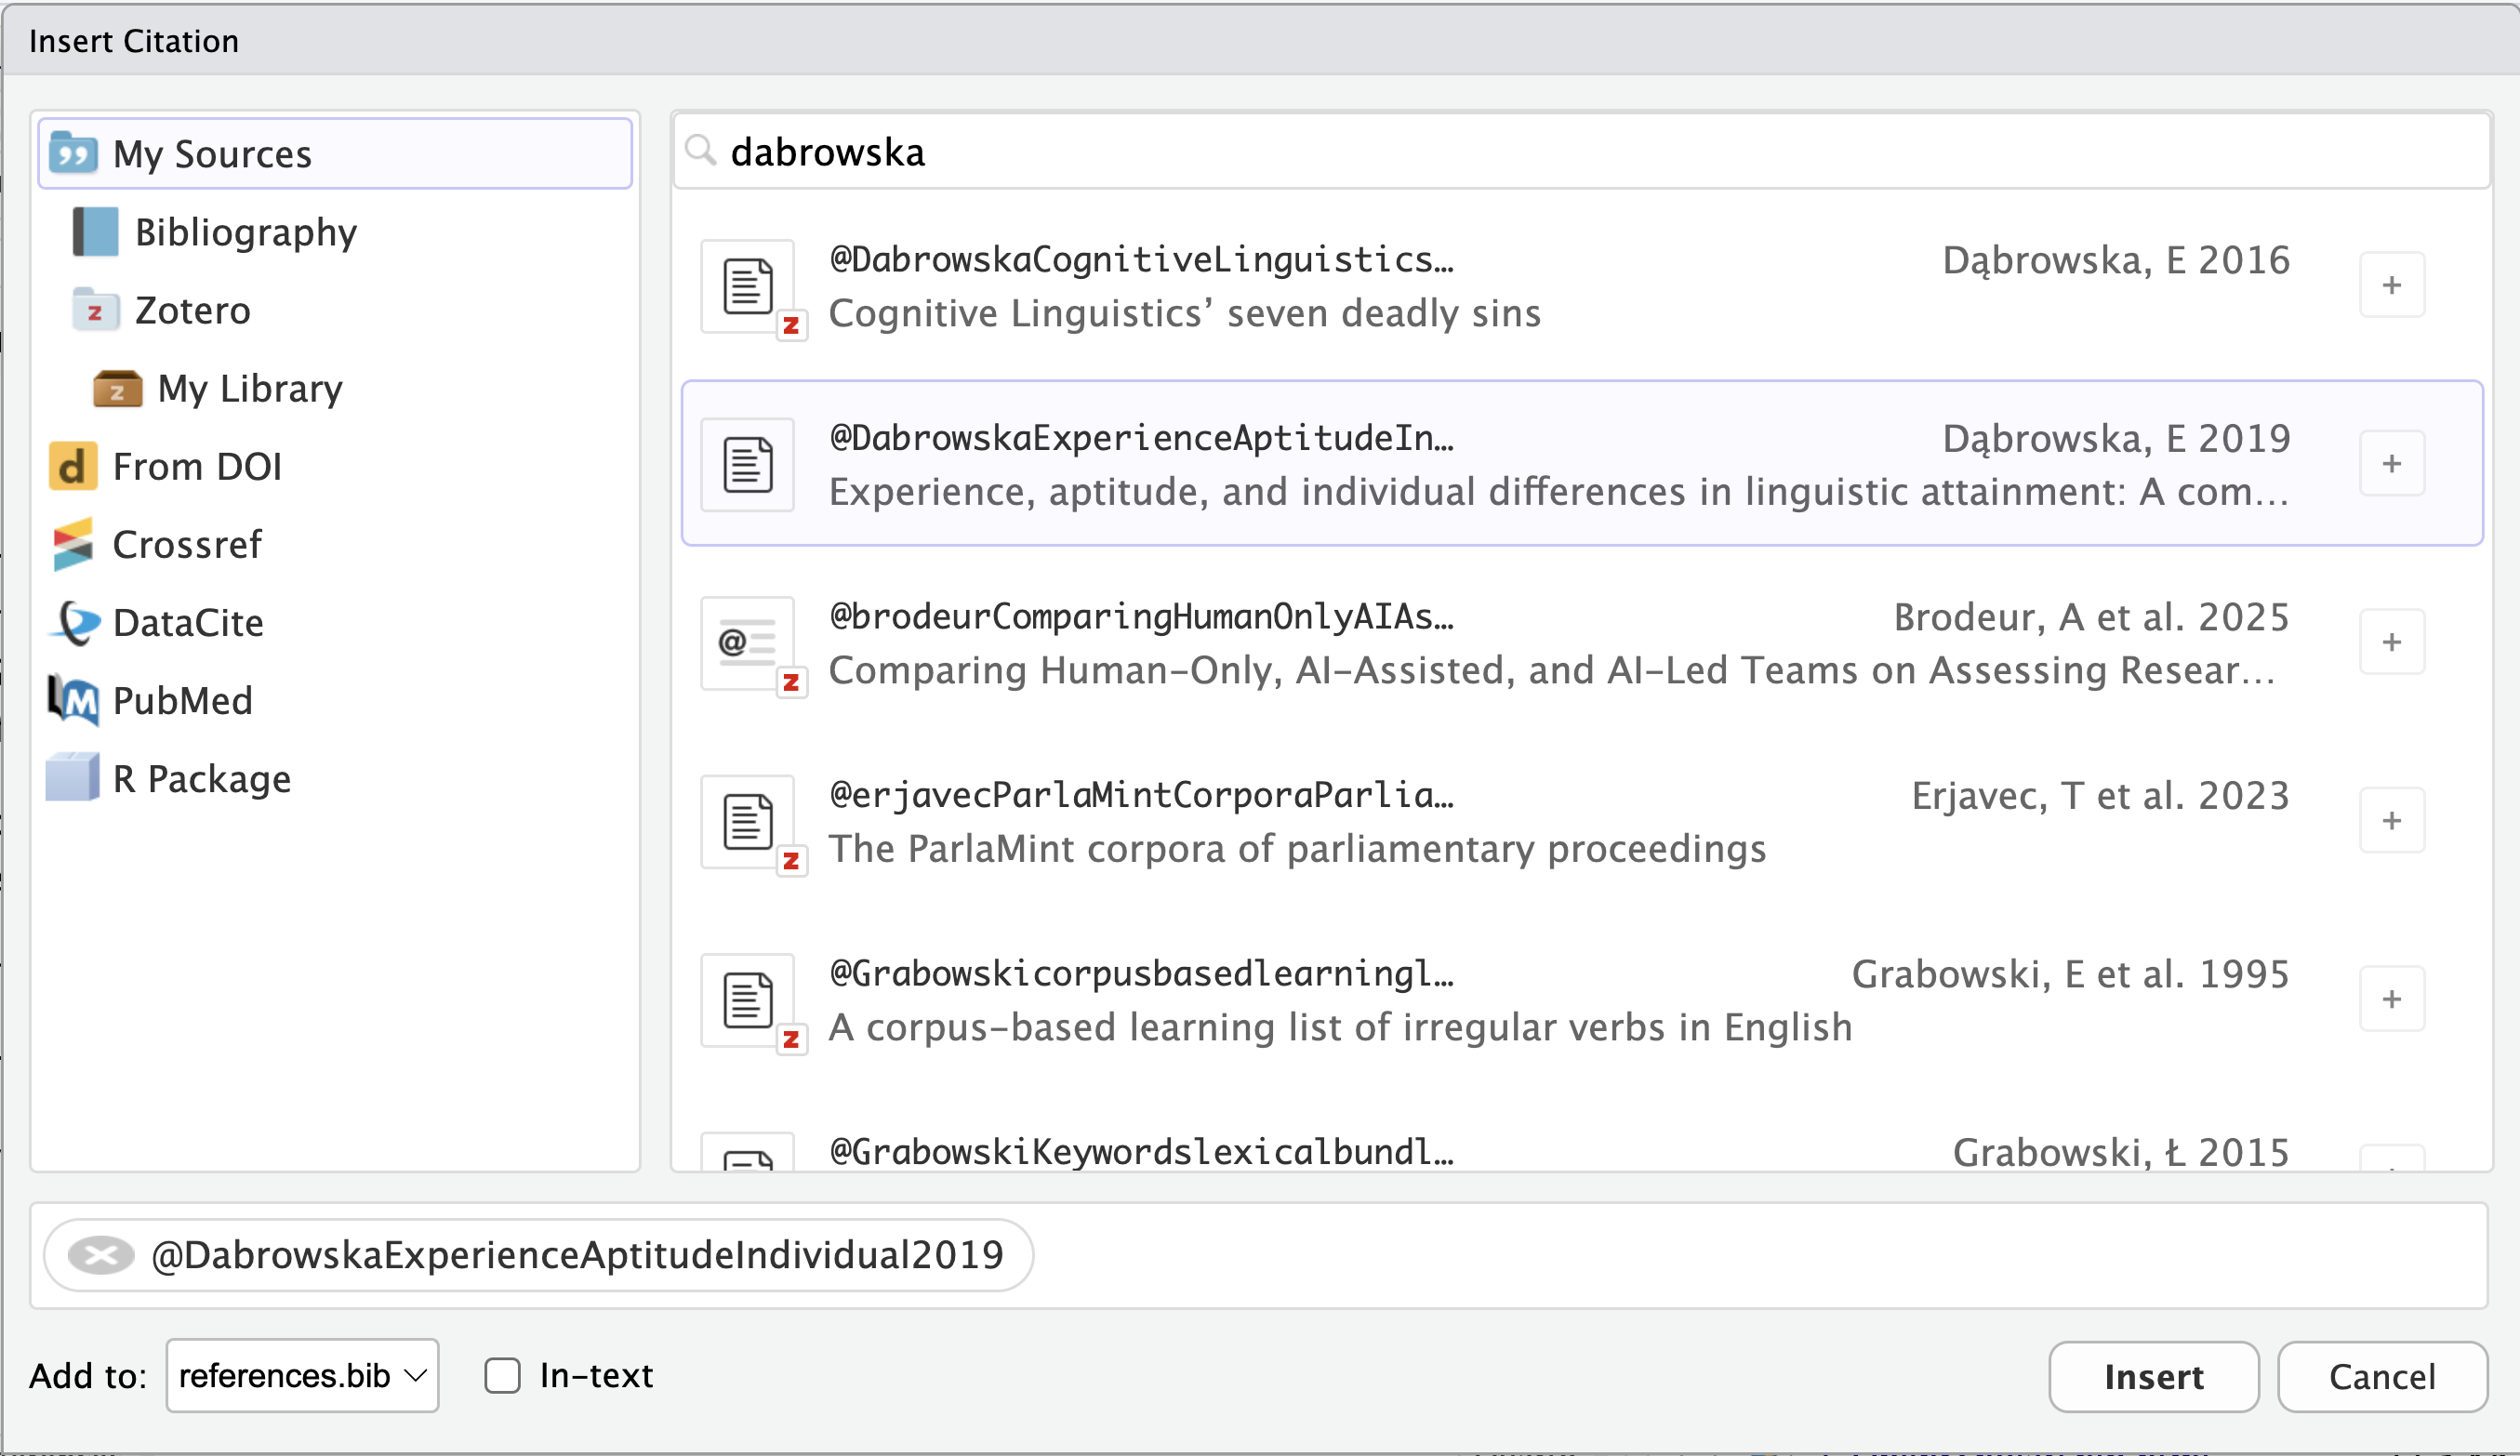 Insert Citation
My Sources
Bibliography
Zotero
My Library
From DOI
Crossref
DataCite
PubMed
R Package
dabrowska
@DabrowskaCognitiveLinguistics… Dąbrowska, E 2016
Cognitive Linguistics’ seven deadly sins
@DabrowskaExperienceAptitudeIn… Dąbrowska, E 2019
Experience, aptitude, and individual differences in linguistic attainment: A com…
@brodeurComparingHumanOnlyAIAs… Brodeur, A et al. 2025
Comparing Human-Only, AI-Assisted, and AI-Led Teams on Assessing Resear…
@erjavecParlaMintCorporaParlia… Erjavec, T et al. 2023
The ParlaMint corpora of parliamentary proceedings
@Grabowskicorpusbasedlearningl… Grabowski, E et al. 1995
A corpus-based learning list of irregular verbs in English
@GrabowskiKeywordslexicalbundl… Grabowski, Ł 2015
@DabrowskaExperienceAptitudeIndividual2019
Add to: references.bib In-text Insert Cancel